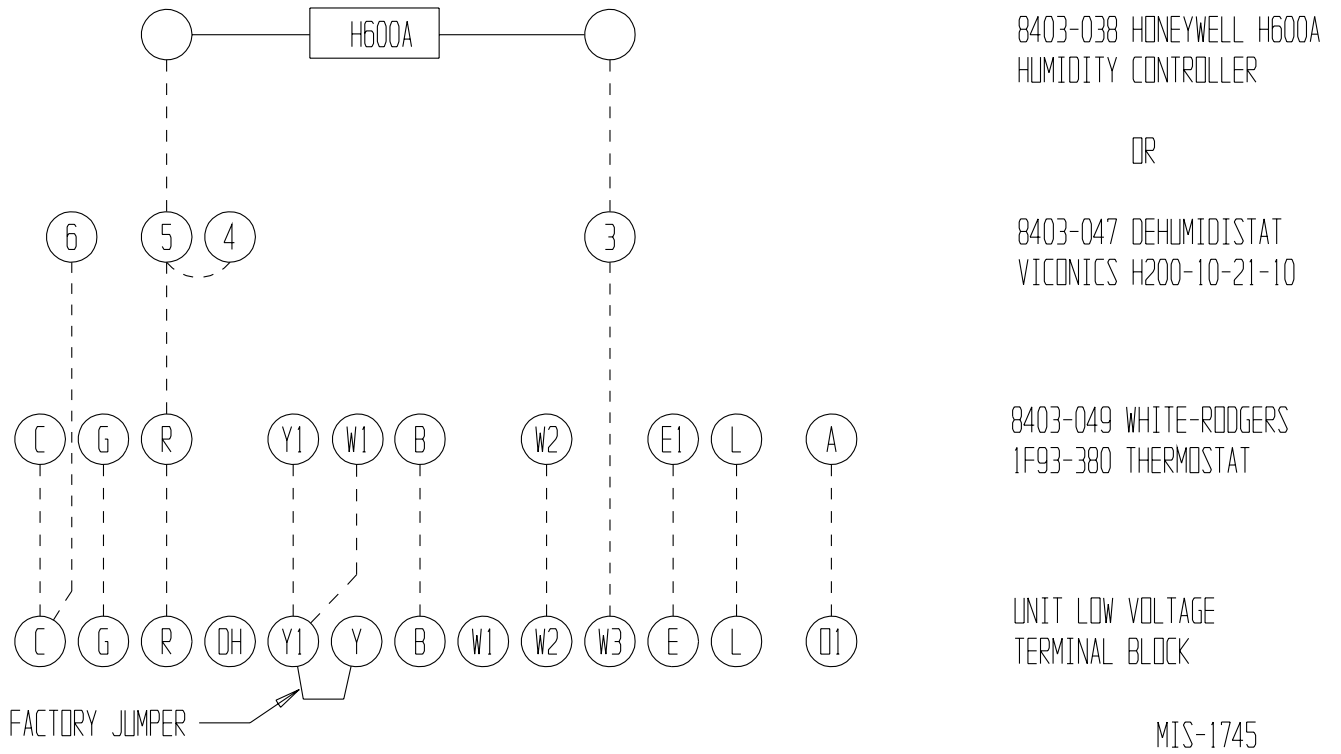 H600A
8403-038 HONEYWELL H600A
HUMIDITY CONTROLLER
OR
6 5 4 3
8403-047 DEHUMIDISTAT
VICONICS H200-10-21-10
C G R Y1 W1 B W2 E1 L A
8403-049 WHITE-RODGERS
1F93-380 THERMOSTAT
C G R DH Y1 Y B W1 W2 W3 E L O1
UNIT LOW VOLTAGE
TERMINAL BLOCK
FACTORY JUMPER
MIS-1745